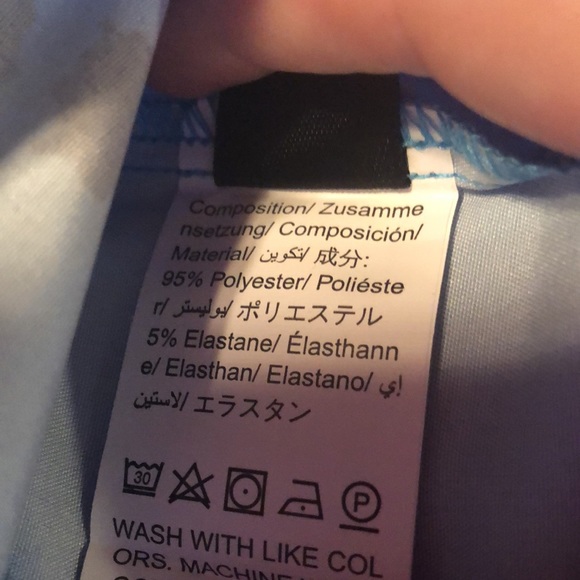 Composition/ Zusamme
nsetzung/ Composición/
Material/ تكوين/ 成分:
95% Polyester/ Poliéste
r/ بوليستر/ ポリエステル
5% Elastane/ Élasthann
e/ Elasthan/ Elastano/ إي
لاستين/ エラスタン
30 P
WASH WITH LIKE COL
ORS. MACHINE